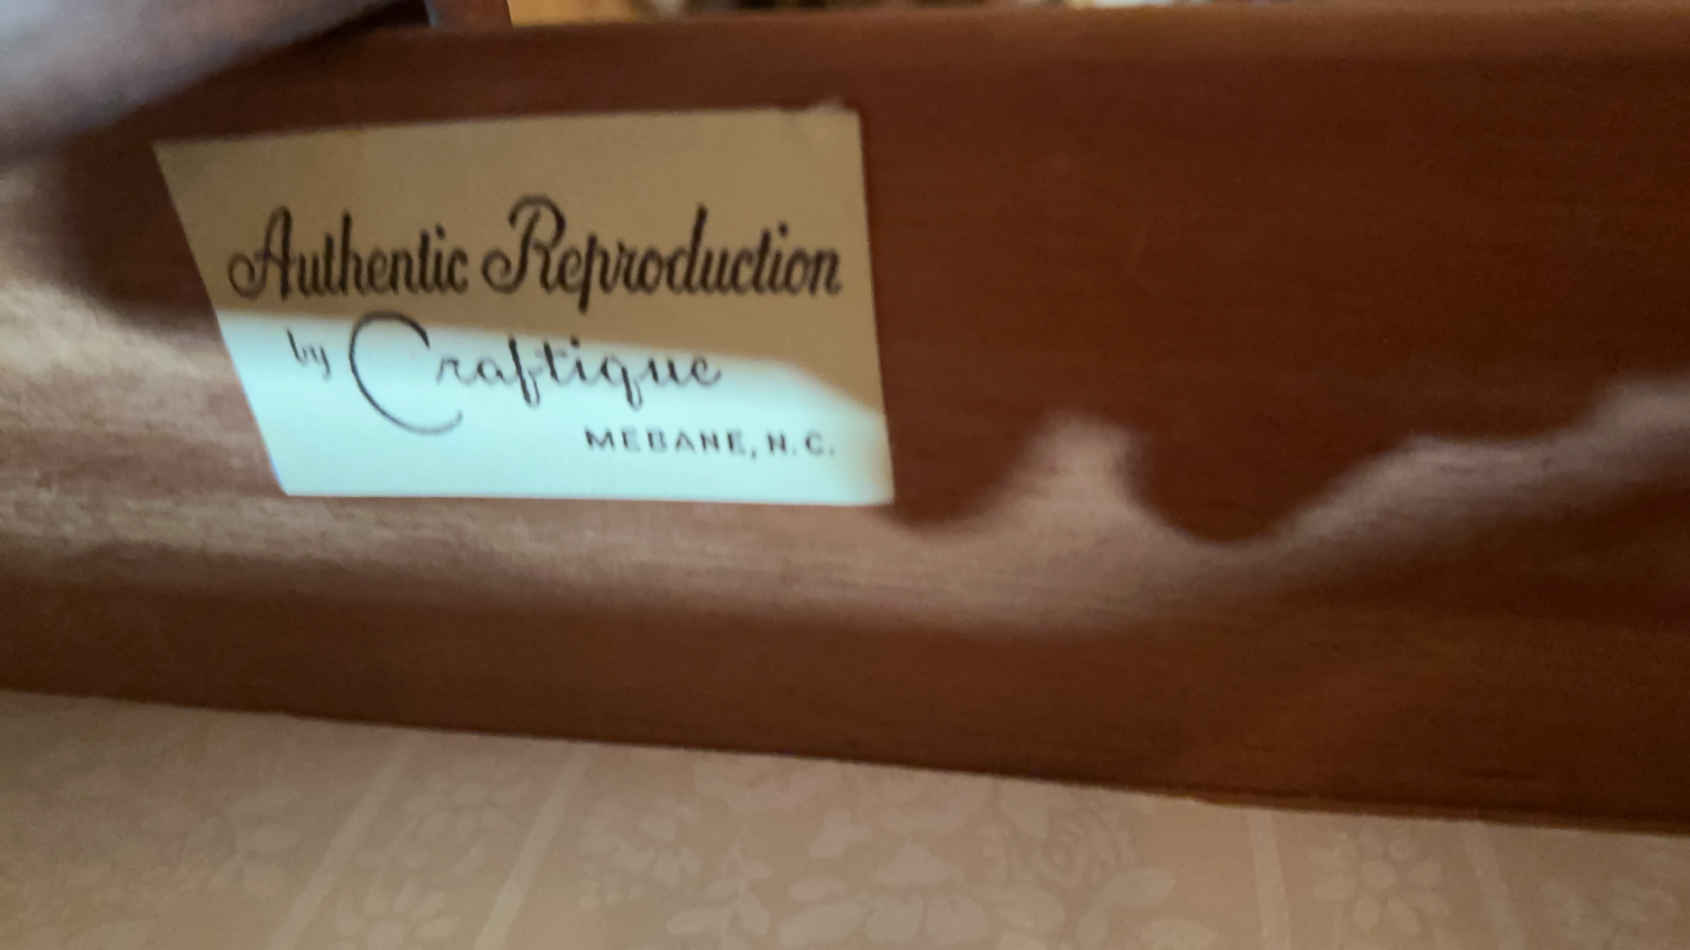 Authentic Reproduction
by Craftique
MEBANE, N.C.